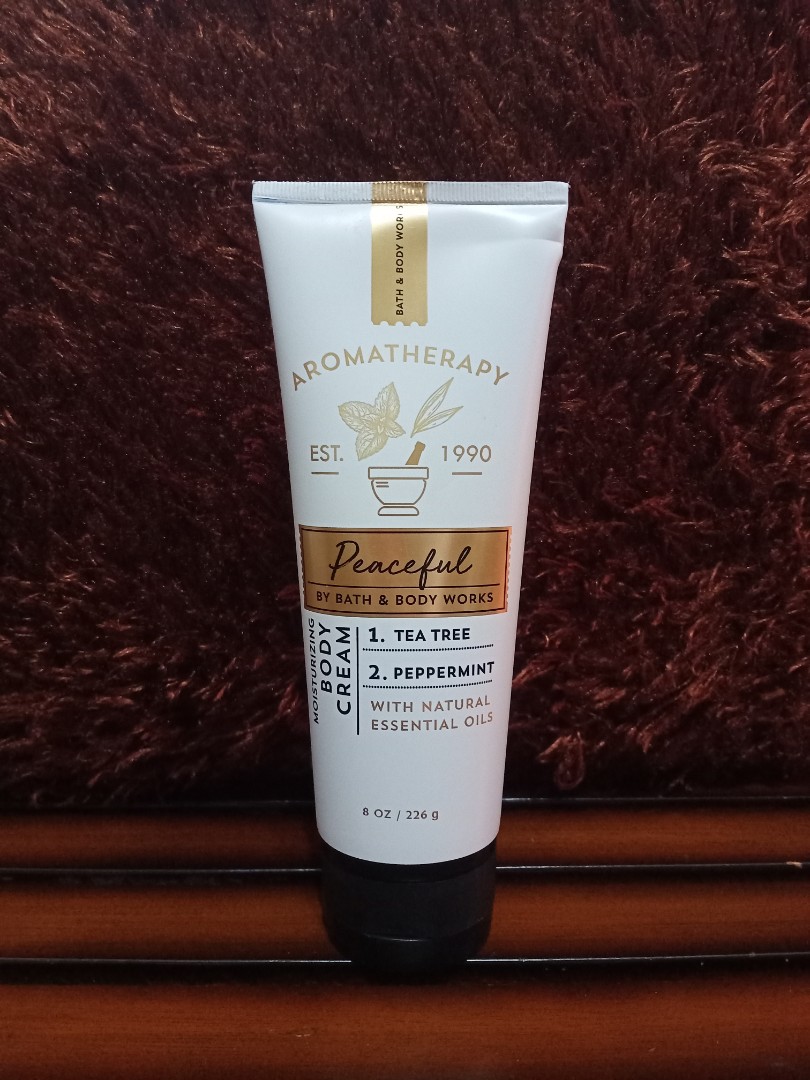 BATH & BODY WORKS
AROMATHERAPY
EST. 1990
Peaceful
BY BATH & BODY WORKS
MOISTURIZING
BODY
CREAM
1. TEA TREE
2. PEPPERMINT
WITH NATURAL
ESSENTIAL OILS
8 OZ / 226 g